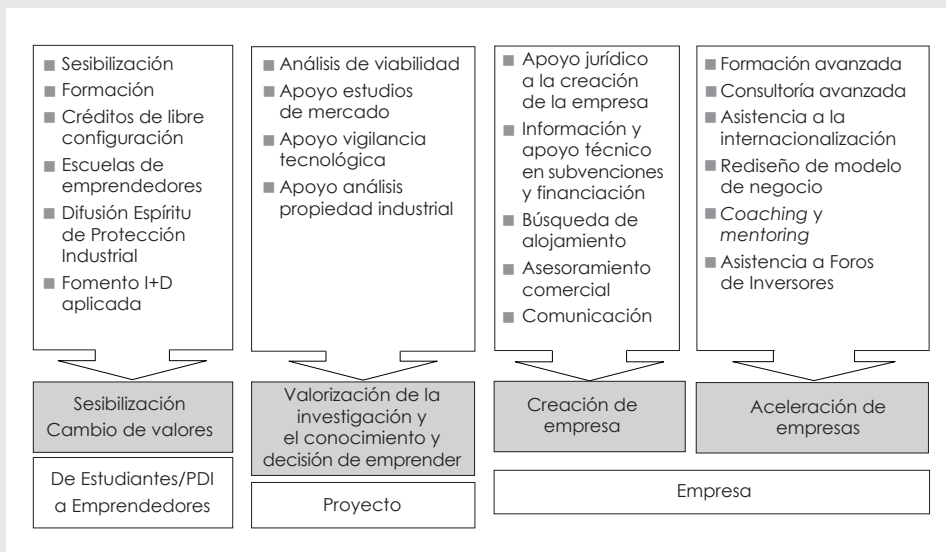 ■ Sesibilización
■ Formación
■ Créditos de libre
configuración
■ Escuelas de
emprendedores
■ Difusión Espíritu
de Protección
Industrial
■ Fomento I+D
aplicada
Sesibilización
Cambio de valores
De Estudiantes/PDI
a Emprendedores
■ Análisis de viabilidad
■ Apoyo estudios
de mercado
■ Apoyo vigilancia
tecnológica
■ Apoyo análisis
propiedad industrial
Valorización de la
investigación y
el conocimiento y
decisión de emprender
Proyecto
■ Apoyo jurídico
a la creación
de la empresa
■ Información y
apoyo técnico
en subvenciones
y financiación
■ Búsqueda de
alojamiento
■ Asesoramiento
comercial
■ Comunicación
Creación de
empresa
■ Formación avanzada
■ Consultoría avanzada
■ Asistencia a la
internacionalización
■ Rediseño de modelo
de negocio
■ Coaching y
mentoring
■ Asistencia a Foros
de Inversores
Aceleración de
empresas
Empresa